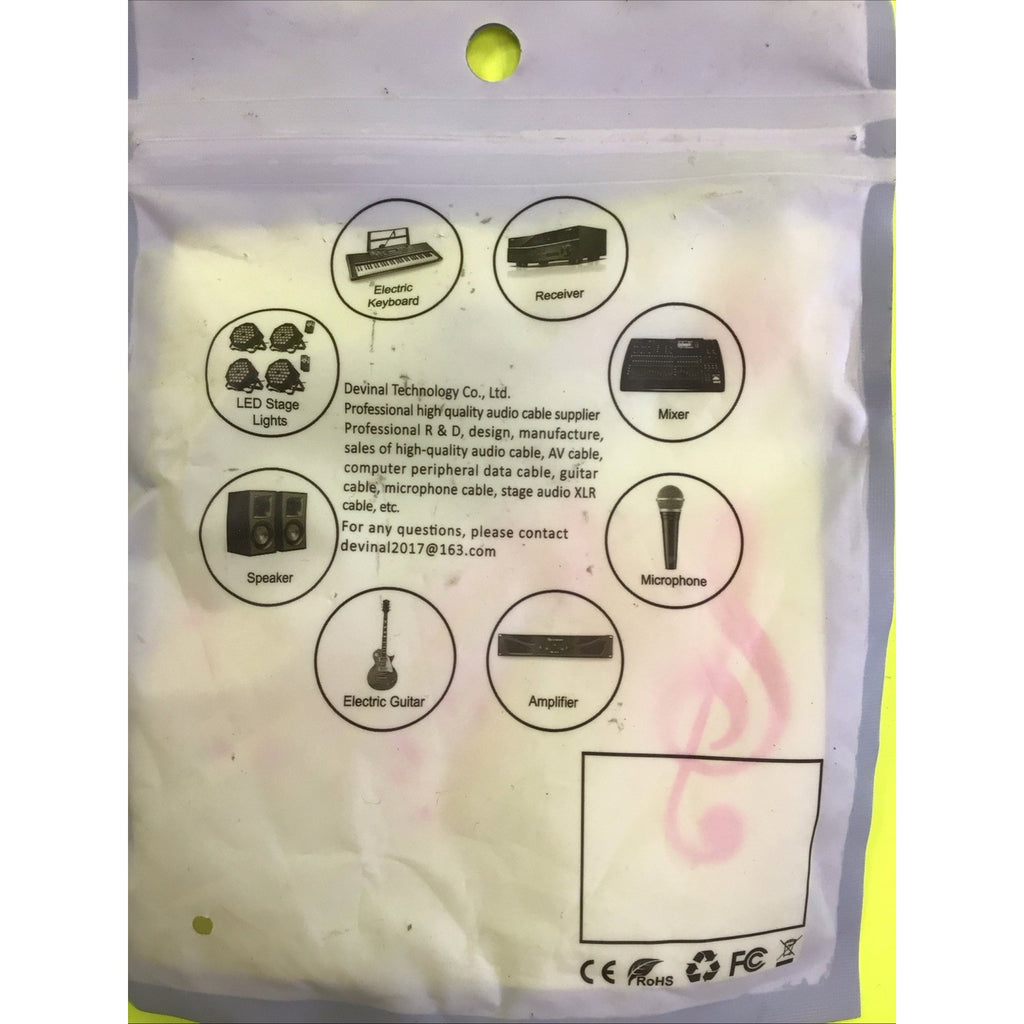 Electric
Keyboard
Receiver
LED Stage
Lights
Mixer
Devinal Technology Co., Ltd.
Professional high quality audio cable supplier
Professional R & D, design, manufacture,
sales of high-quality audio cable, AV cable,
computer peripheral data cable, guitar
cable, microphone cable, stage audio XLR
cable, etc.
For any questions, please contact
devinal2017@163.com
Speaker
Microphone
Electric Guitar
Amplifier
CE RoHS FC